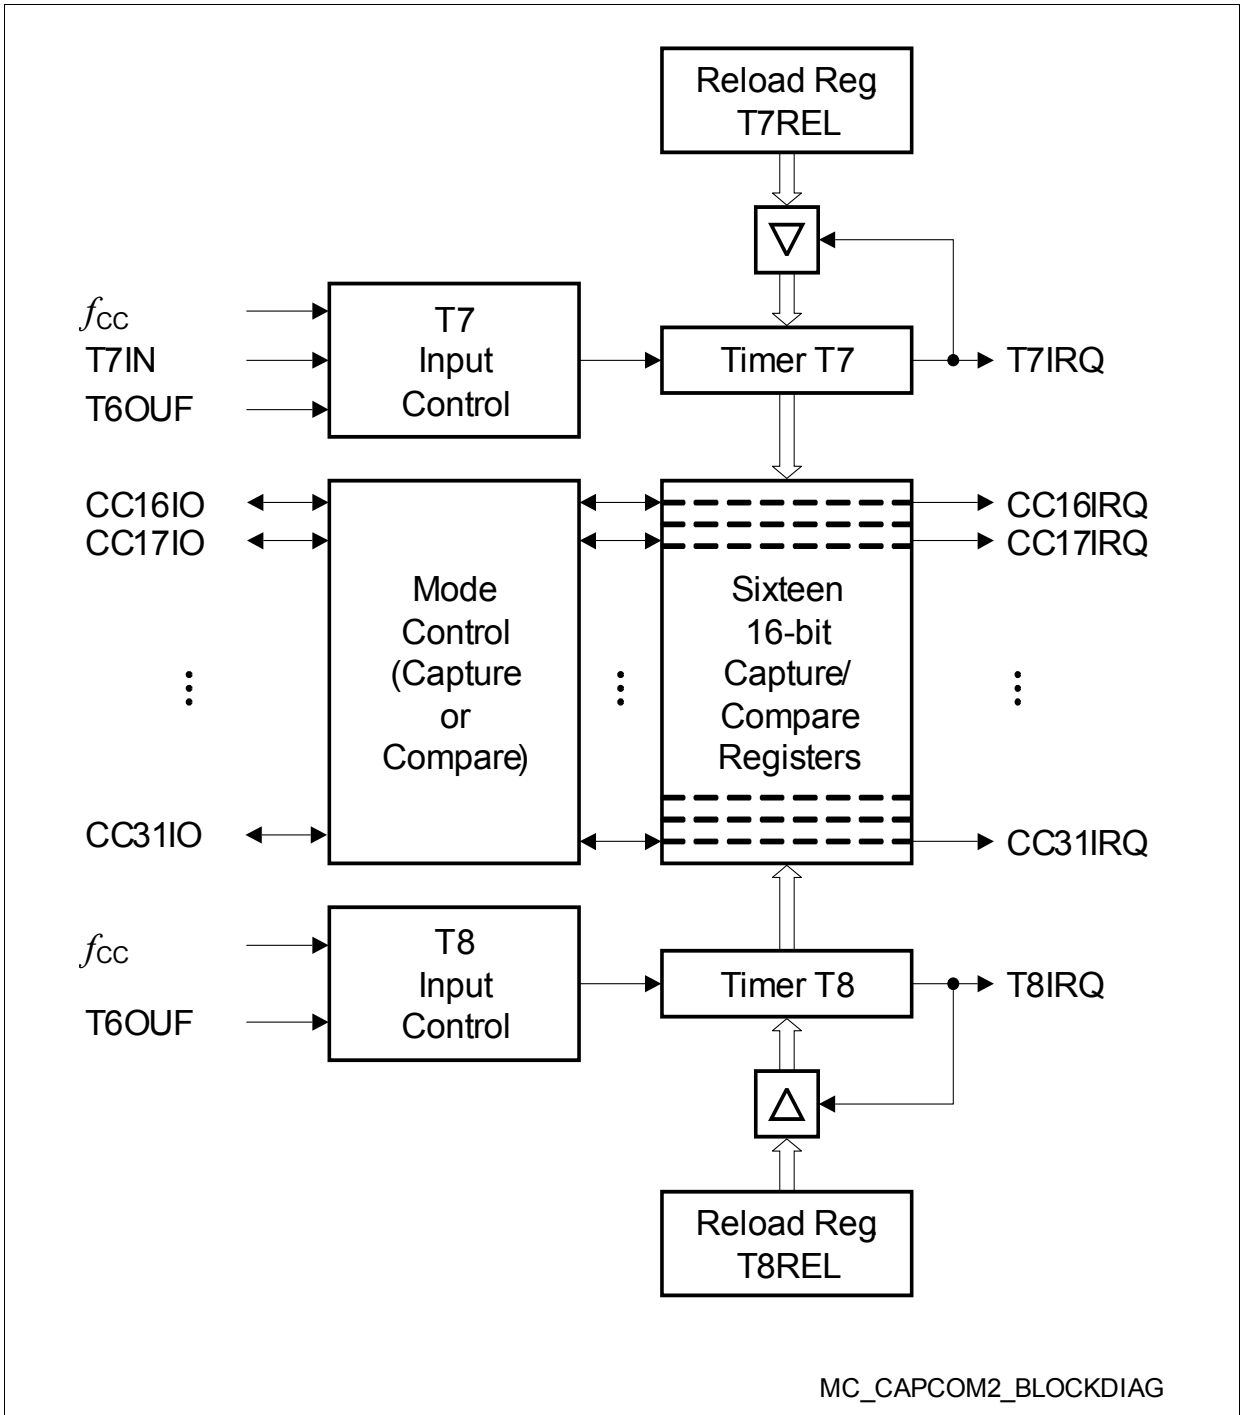 Reload Reg
T7REL
fCC
T7IN
T6OUF
T7
Input
Control
Timer T7
T7IRQ
CC16IO
CC17IO
CC31IO
Mode
Control
(Capture
or
Compare)
Sixteen
16-bit
Capture/
Compare
Registers
CC16IRQ
CC17IRQ
CC31IRQ
fCC
T6OUF
T8
Input
Control
Timer T8
T8IRQ
Reload Reg
T8REL
MC_CAPCOM2_BLOCKDIAG